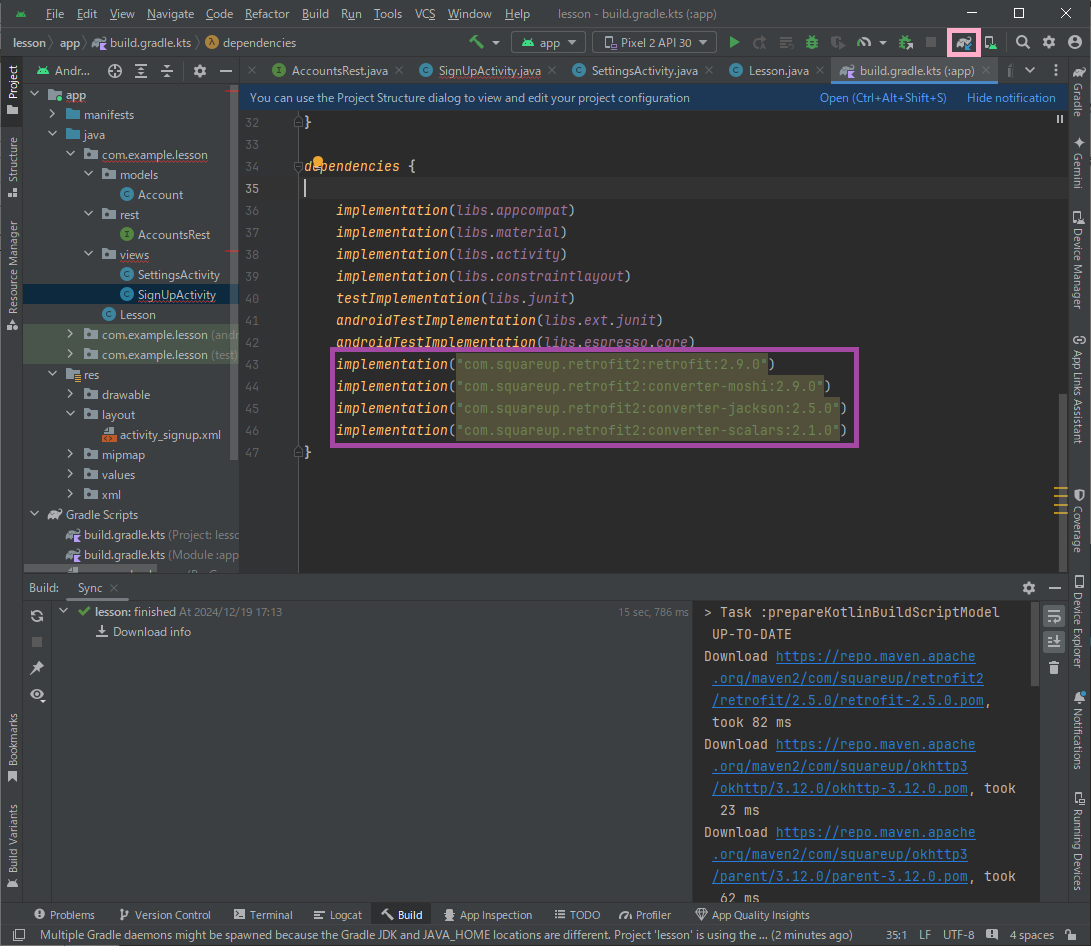 File Edit View Navigate Code Refactor Build Run Tools VCS Window Help lesson - build.gradle.kts (:app)
lesson app build.gradle.kts dependencies app Pixel 2 API 30
Project
Andr...
AccountsRest.java SignUpActivity.java SettingsActivity.java Lesson.java build.gradle.kts (:app)
You can use the Project Structure dialog to view and edit your project configuration Open (Ctrl+Alt+Shift+S) Hide notification
app
manifests
java
com.example.lesson
models
Account
rest
AccountsRest
views
SettingsActivity
SignUpActivity
Lesson
com.example.lesson (andr
com.example.lesson (test)
res
drawable
layout
activity_signup.xml
mipmap
values
xml
Gradle Scripts
build.gradle.kts (Project: lesso
build.gradle.kts (Module :app
32 }
33
34 dependencies {
35
36 implementation(libs.appcompat)
37 implementation(libs.material)
38 implementation(libs.activity)
39 implementation(libs.constraintlayout)
40 testImplementation(libs.junit)
41 androidTestImplementation(libs.ext.junit)
42 androidTestImplementation(libs.espresso.core)
43 implementation("com.squareup.retrofit2:retrofit:2.9.0")
44 implementation("com.squareup.retrofit2:converter-moshi:2.9.0")
45 implementation("com.squareup.retrofit2:converter-jackson:2.5.0")
46 implementation("com.squareup.retrofit2:converter-scalars:2.1.0")
47 }
Structure
Resource Manager
Bookmarks
Build Variants
Gradle
Gemini
Device Manager
App Links Assistant
Coverage
Device Explorer
Notifications
Running Devices
Build: Sync
lesson: finished At 2024/12/19 17:13 15 sec, 786 ms
Download info
> Task :prepareKotlinBuildScriptModel
UP-TO-DATE
Download https://repo.maven.apache
.org/maven2/com/squareup/retrofit2
/retrofit/2.5.0/retrofit-2.5.0.pom,
took 82 ms
Download https://repo.maven.apache
.org/maven2/com/squareup/okhttp3
/okhttp/3.12.0/okhttp-3.12.0.pom, took
23 ms
Download https://repo.maven.apache
.org/maven2/com/squareup/okhttp3
/parent/3.12.0/parent-3.12.0.pom, took
62 ms
Problems Version Control Terminal Logcat Build App Inspection TODO Profiler App Quality Insights
Multiple Gradle daemons might be spawned because the Gradle JDK and JAVA_HOME locations are different. Project 'lesson' is using the ... (2 minutes ago) 35:1 LF UTF-8 4 spaces